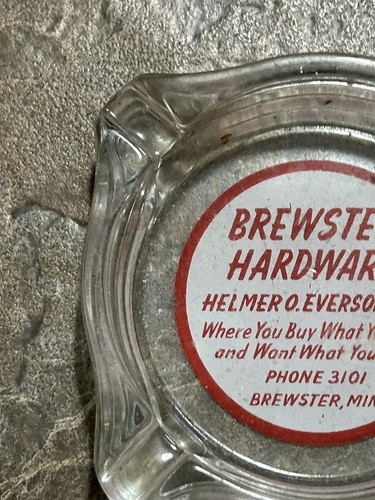 BREWSTE
HARDWAR
HELMER O. EVERSO
Where You Buy What Y
and Want What You
PHONE 3101
BREWSTER, MIN